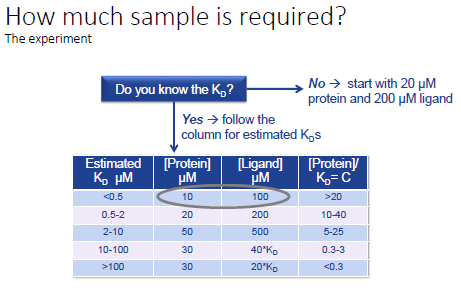 How much sample is required?
The experiment
Do you know the KD?
No → start with 20 µM
protein and 200 µM ligand
Yes → follow the
column for estimated KDs
Estimated KD µM [Protein] µM [Ligand] µM [Protein]/ KD= C
<0.5 10 100 >20
0.5-2 20 200 10-40
2-10 50 500 5-25
10-100 30 40*KD 0.3-3
>100 30 20*KD <0.3